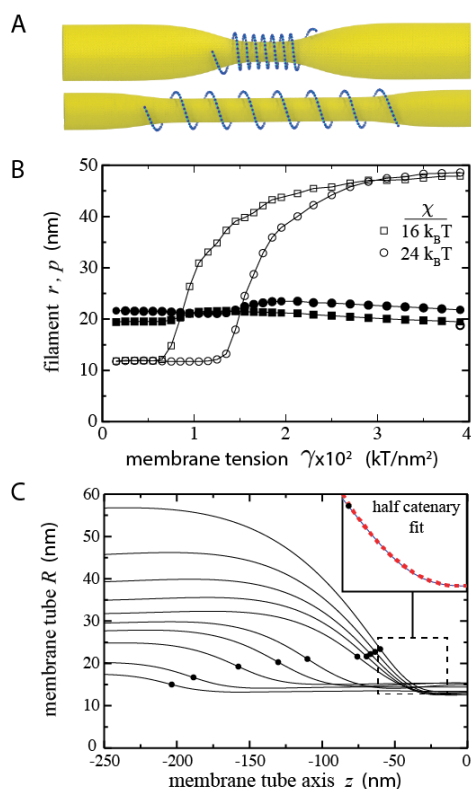 A
B
50
40
30
20
10
0
filament r, p (nm)
χ
□ 16 k_BT
○ 24 k_BT
0 1 2 3 4
membrane tension γx10² (kT/nm²)
C
60
50
40
30
20
10
0
membrane tube R
(nm)
half catenary
fit
-250 -200 -150 -100 -50 0
membrane tube axis z (nm)